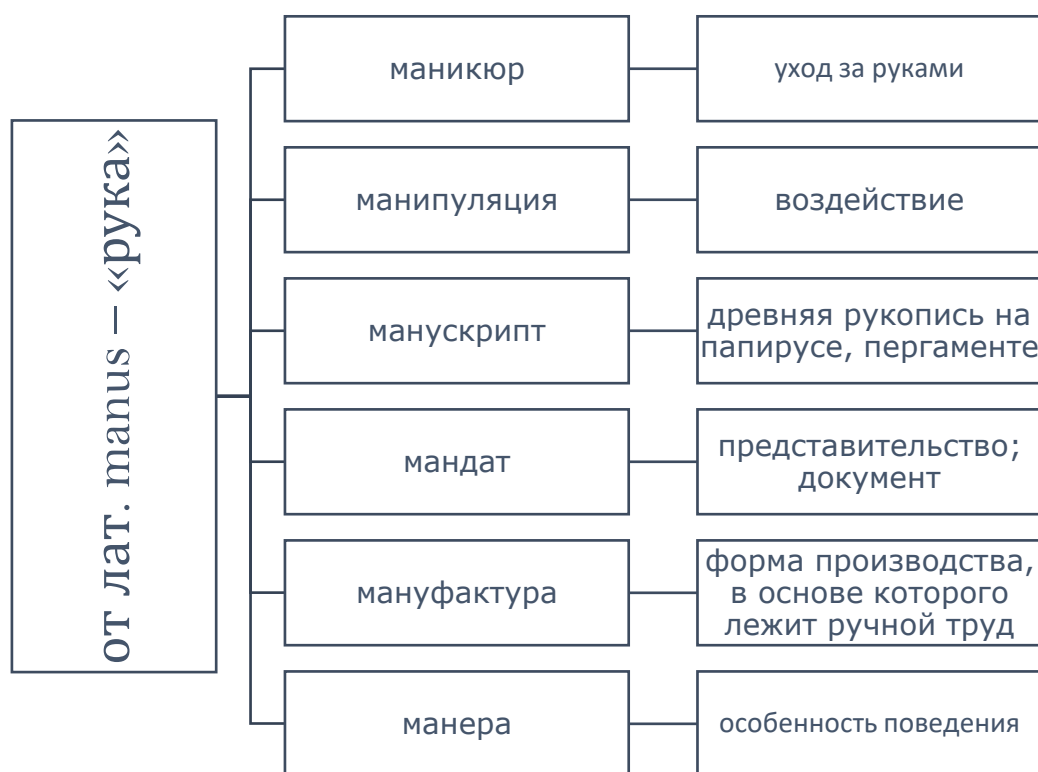 от лат. manus – «рука»
маникюр
уход за руками
манипуляция
воздействие
манускрипт
древняя рукопись на
папирусе, пергаменте
мандат
представительство;
документ
мануфактура
форма производства,
в основе которого
лежит ручной труд
манера
особенность поведения